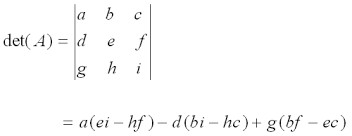 a b c
det(A) = d e f
g h i
= a(ei − hf) − d(bi − hc) + g(bf − ec)